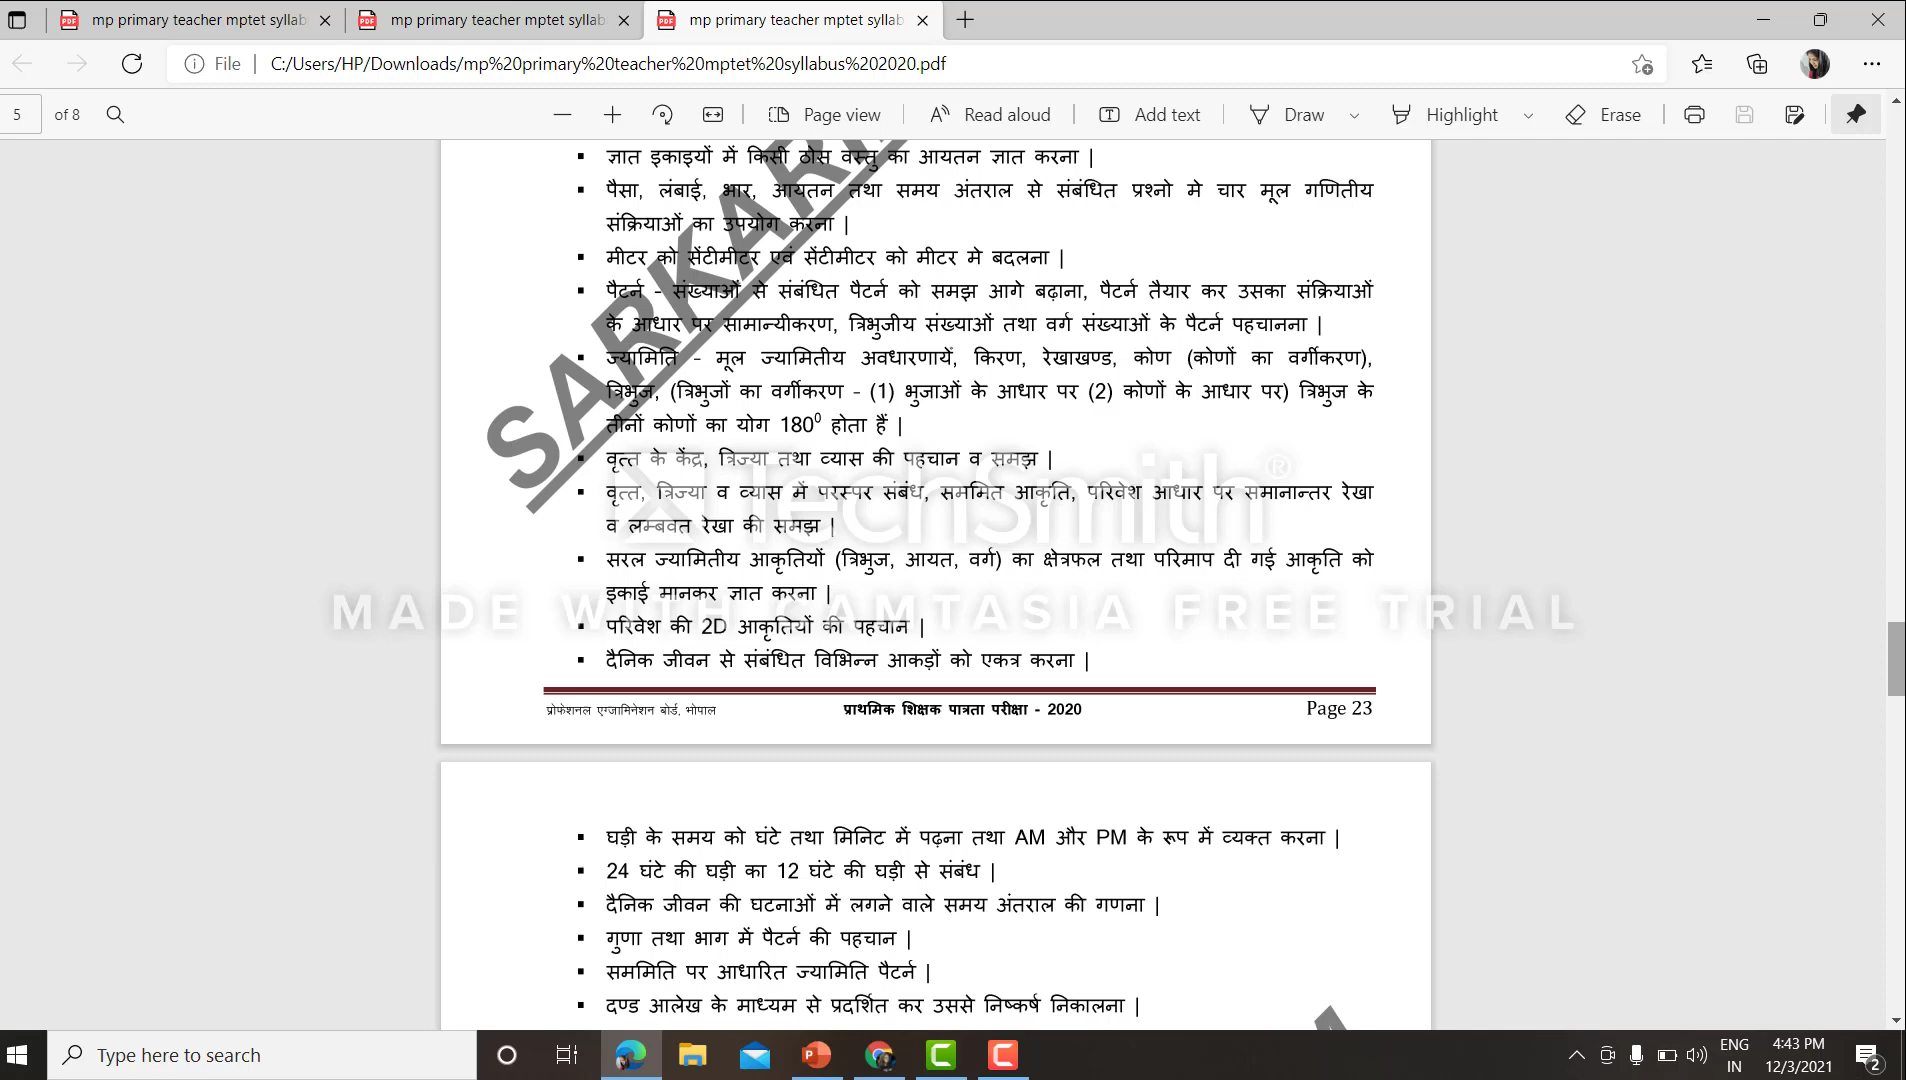 mp primary teacher mptet syllab
mp primary teacher mptet syllab
mp primary teacher mptet syllab
File
C:/Users/HP/Downloads/mp%20primary%20teacher%20mptet%20syllabus%202020.pdf
5 of 8
Page view
Read aloud
Add text
Draw
Highlight
Erase
ज्ञात इकाइयों में किसी ठोस वस्तु का आयतन ज्ञात करना |
पैसा, लंबाई, भार, आयतन तथा समय अंतराल से संबंधित प्रश्नो मे चार मूल गणितीय
संक्रियाओं का उपयोग करना |
मीटर को सेंटीमीटर एवं सेंटीमीटर को मीटर मे बदलना |
पैटर्न - संख्याओं से संबंधित पैटर्न को समझ आगे बढ़ाना, पैटर्न तैयार कर उसका संक्रियाओं
के आधार पर सामान्यीकरण, त्रिभुजीय संख्याओं तथा वर्ग संख्याओं के पैटर्न पहचानना |
ज्यामिति - मूल ज्यामितीय अवधारणायेँ, किरण, रेखाखण्ड, कोण (कोणों का वर्गीकरण),
त्रिभुज, (त्रिभुजों का वर्गीकरण - (1) भुजाओं के आधार पर (2) कोणों के आधार पर) त्रिभुज के
तीनों कोणों का योग 180⁰ होता हैं |
वृत्त के केंद्र, त्रिज्या तथा व्यास की पहचान व समझ |
वृत्त, त्रिज्या व व्यास में परस्पर संबंध, सममित आकृति, परिवेश आधार पर समानान्तर रेखा
व लम्बवत रेखा की समझ |
सरल ज्यामितीय आकृतियों (त्रिभुज, आयत, वर्ग) का क्षेत्रफल तथा परिमाप दी गई आकृति को
इकाई मानकर ज्ञात करना |
परिवेश की 2D आकृतियों की पहचान |
दैनिक जीवन से संबंधित विभिन्न आकड़ों को एकत्र करना |
SARKARI
TechSmith®
MADE WITH CAMTASIA FREE TRIAL
प्रोफेशनल एग्जामिनेशन बोर्ड, भोपाल
प्राथमिक शिक्षक पात्रता परीक्षा - 2020
Page 23
घड़ी के समय को घंटे तथा मिनिट में पढ़ना तथा AM और PM के रूप में व्यक्त करना |
24 घंटे की घड़ी का 12 घंटे की घड़ी से संबंध |
दैनिक जीवन की घटनाओं में लगने वाले समय अंतराल की गणना |
गुणा तथा भाग में पैटर्न की पहचान |
सममिति पर आधारित ज्यामिति पैटर्न |
दण्ड आलेख के माध्यम से प्रदर्शित कर उससे निष्कर्ष निकालना |
Type here to search
ENG
IN
4:43 PM
12/3/2021
2